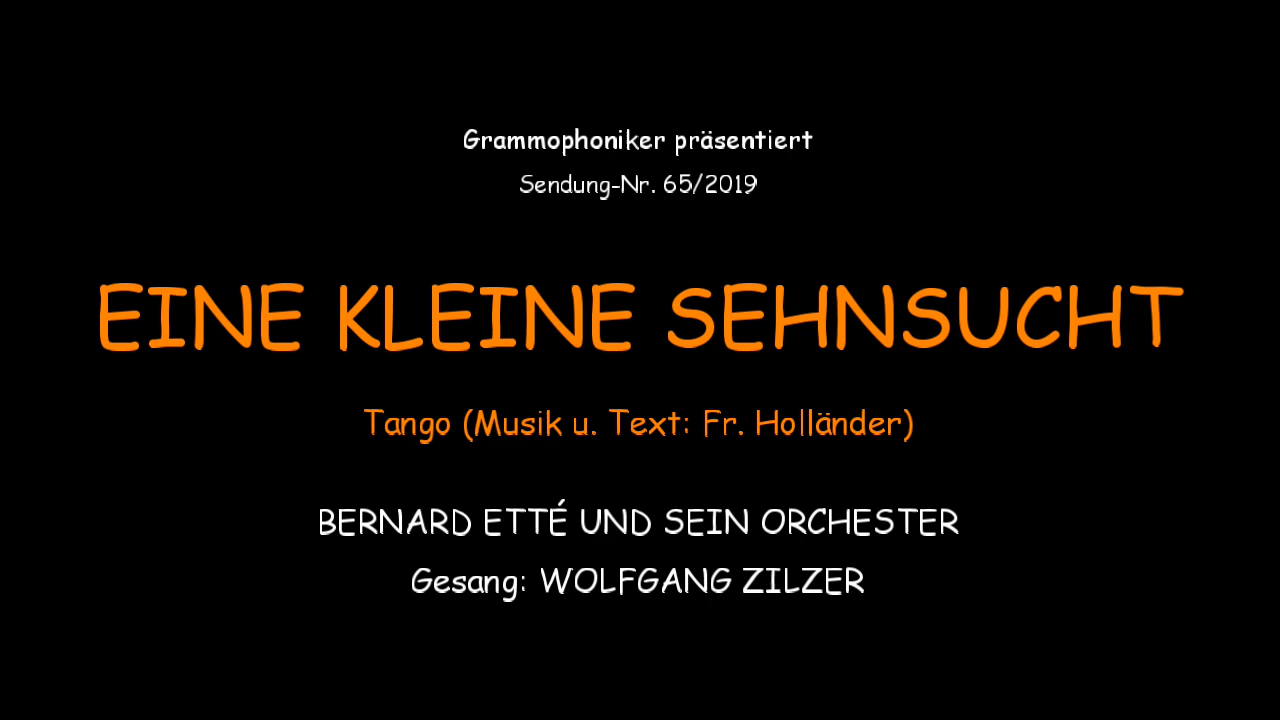 Grammophoniker präsentiert
Sendung-Nr. 65/2019
EINE KLEINE SEHNSUCHT
Tango (Musik u. Text: Fr. Holländer)
BERNARD ETTÉ UND SEIN ORCHESTER
Gesang: WOLFGANG ZILZER